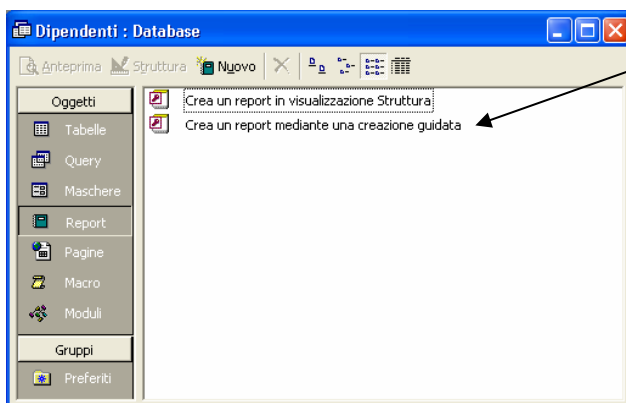 Dipendenti : Database
Anteprima Struttura Nuovo
Oggetti
Tabelle
Query
Maschere
Report
Pagine
Macro
Moduli
Gruppi
Preferiti
Crea un report in visualizzazione Struttura
Crea un report mediante una creazione guidata